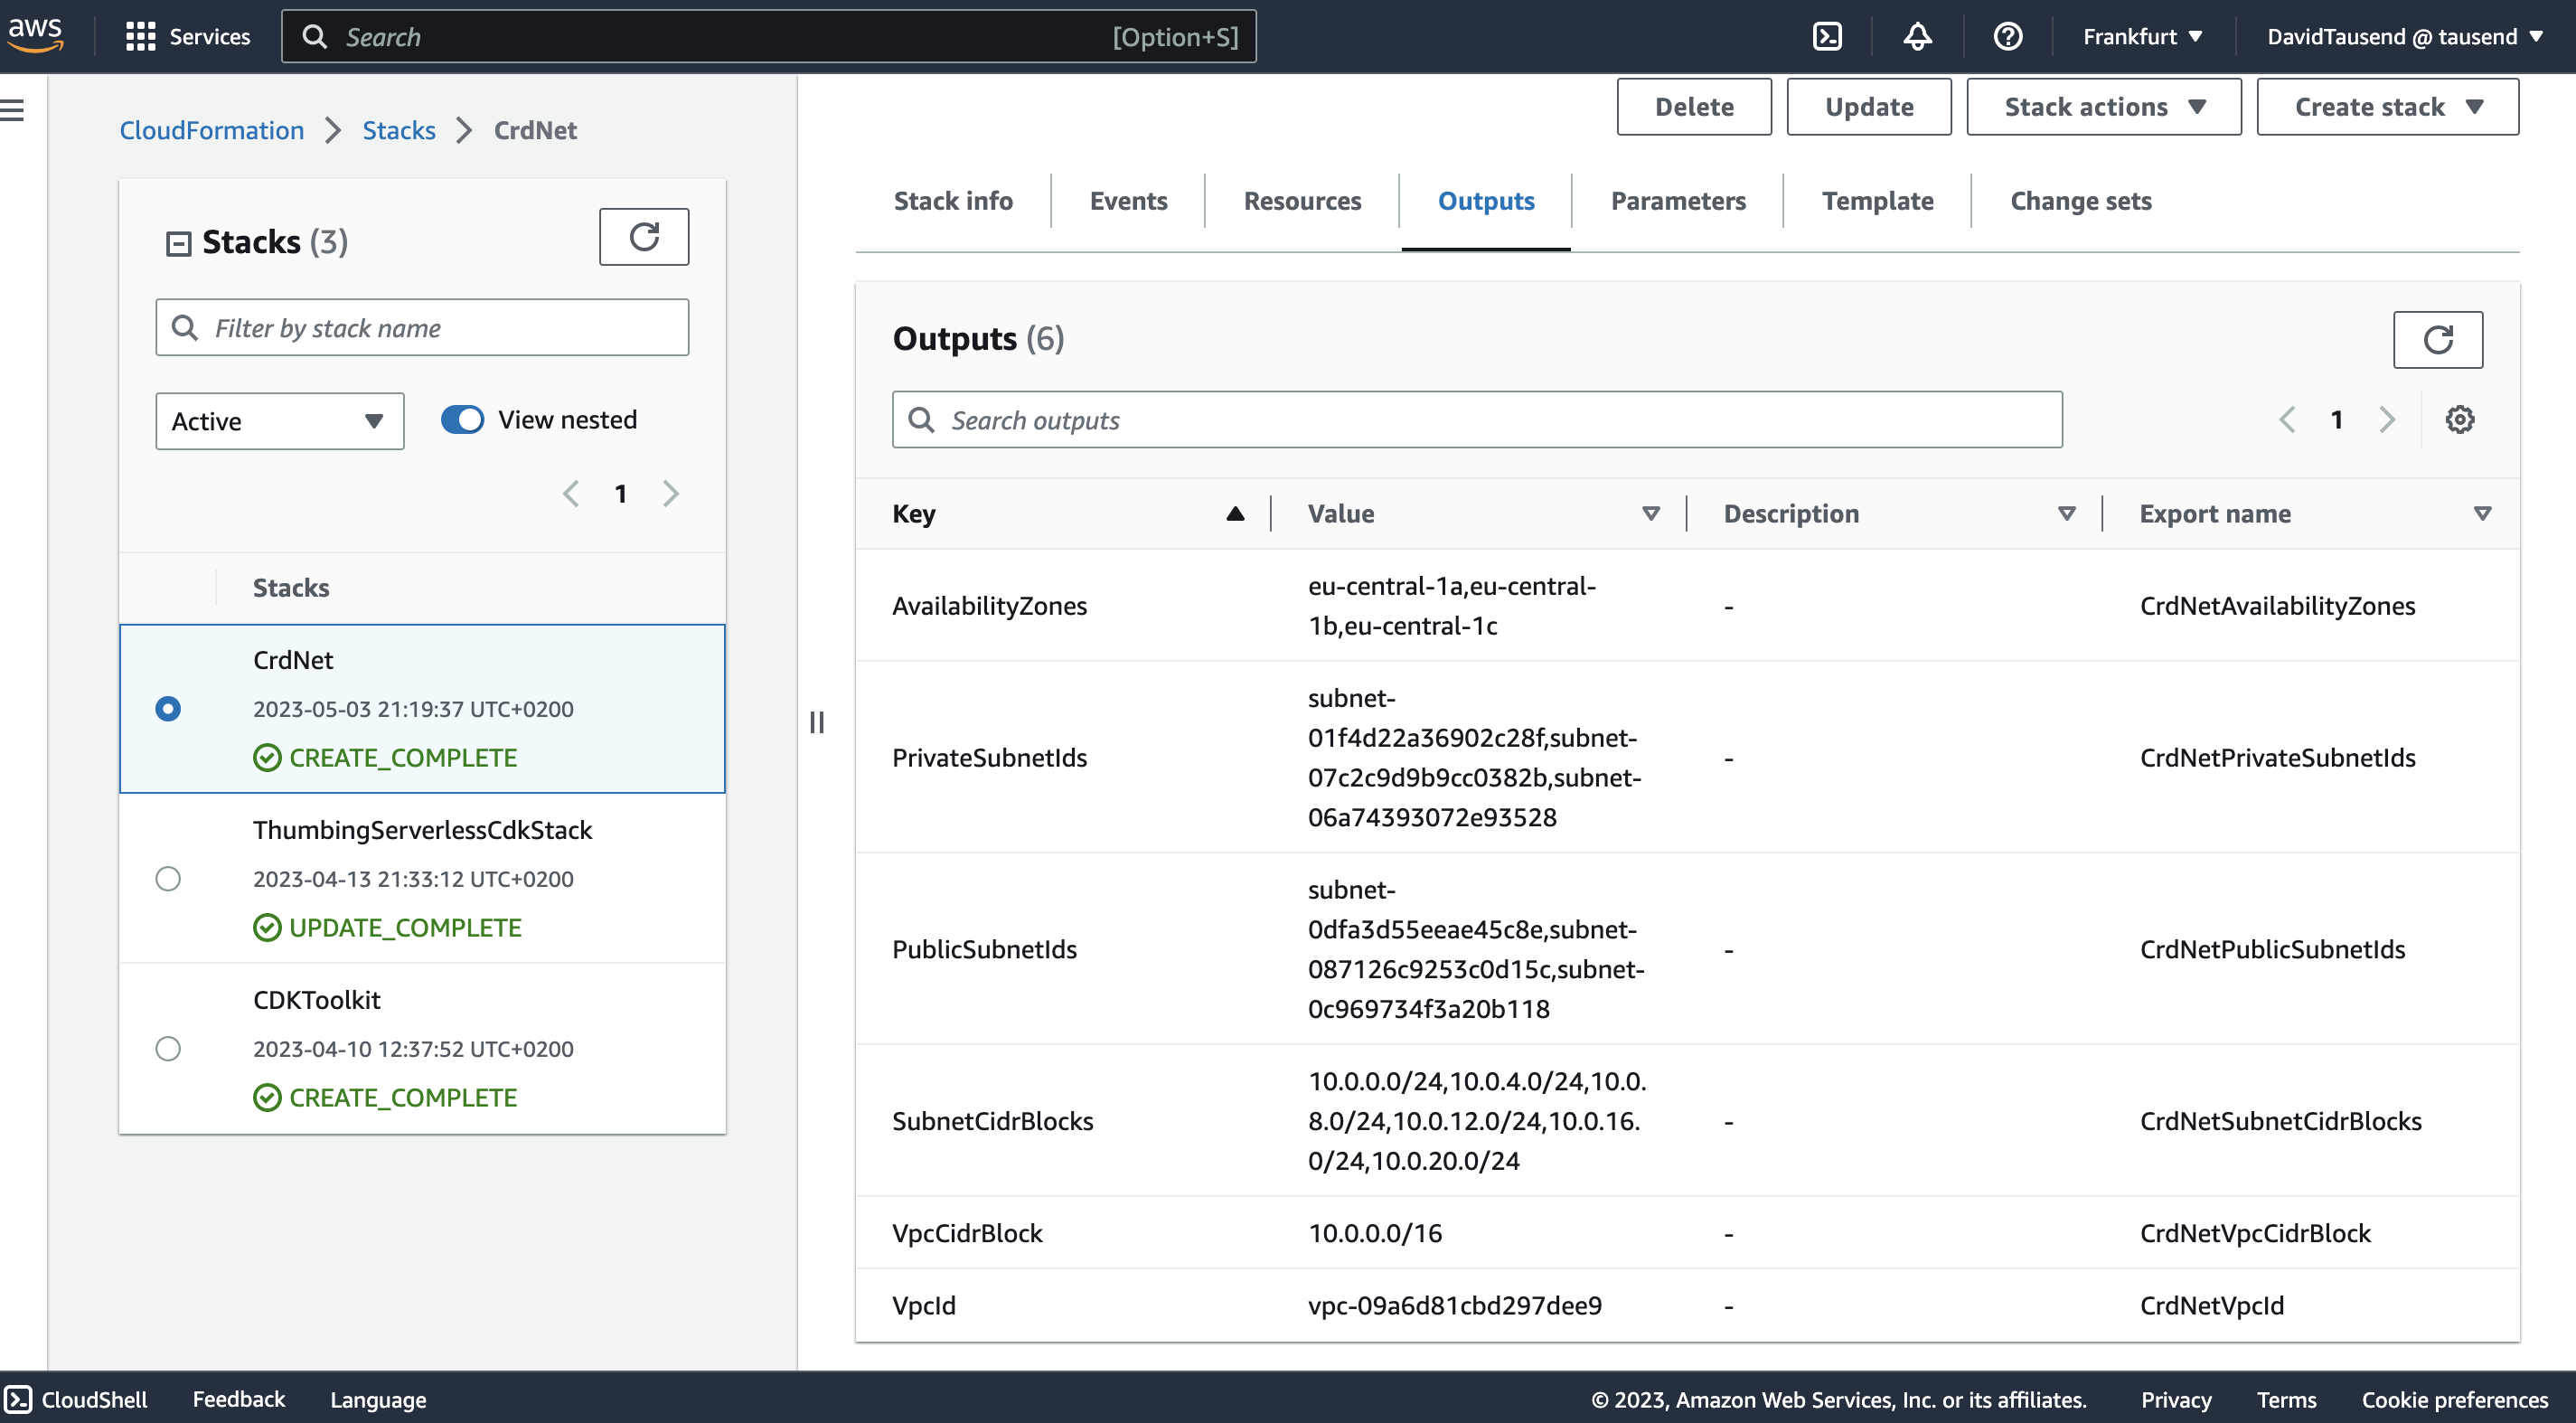 aws
Services
Search
[Option+S]
Frankfurt
DavidTausend @ tausend
CloudFormation
Stacks
CrdNet
Stacks (3)
Filter by stack name
Active
View nested
1
Stacks
CrdNet
2023-05-03 21:19:37 UTC+0200
CREATE_COMPLETE
ThumbingServerlessCdkStack
2023-04-13 21:33:12 UTC+0200
UPDATE_COMPLETE
CDKToolkit
2023-04-10 12:37:52 UTC+0200
CREATE_COMPLETE
Delete
Update
Stack actions
Create stack
Stack info
Events
Resources
Outputs
Parameters
Template
Change sets
Outputs (6)
Search outputs
1
Key
Value
Description
Export name
AvailabilityZones
eu-central-1a,eu-central-
1b,eu-central-1c
-
CrdNetAvailabilityZones
PrivateSubnetIds
subnet-
01f4d22a36902c28f,subnet-
07c2c9d9b9cc0382b,subnet-
06a74393072e93528
-
CrdNetPrivateSubnetIds
PublicSubnetIds
subnet-
0dfa3d55eeae45c8e,subnet-
087126c9253c0d15c,subnet-
0c969734f3a20b118
-
CrdNetPublicSubnetIds
SubnetCidrBlocks
10.0.0.0/24,10.0.4.0/24,10.0.
8.0/24,10.0.12.0/24,10.0.16.
0/24,10.0.20.0/24
-
CrdNetSubnetCidrBlocks
VpcCidrBlock
10.0.0.0/16
-
CrdNetVpcCidrBlock
VpcId
vpc-09a6d81cbd297dee9
-
CrdNetVpcId
CloudShell
Feedback
Language
© 2023, Amazon Web Services, Inc. or its affiliates.
Privacy
Terms
Cookie preferences